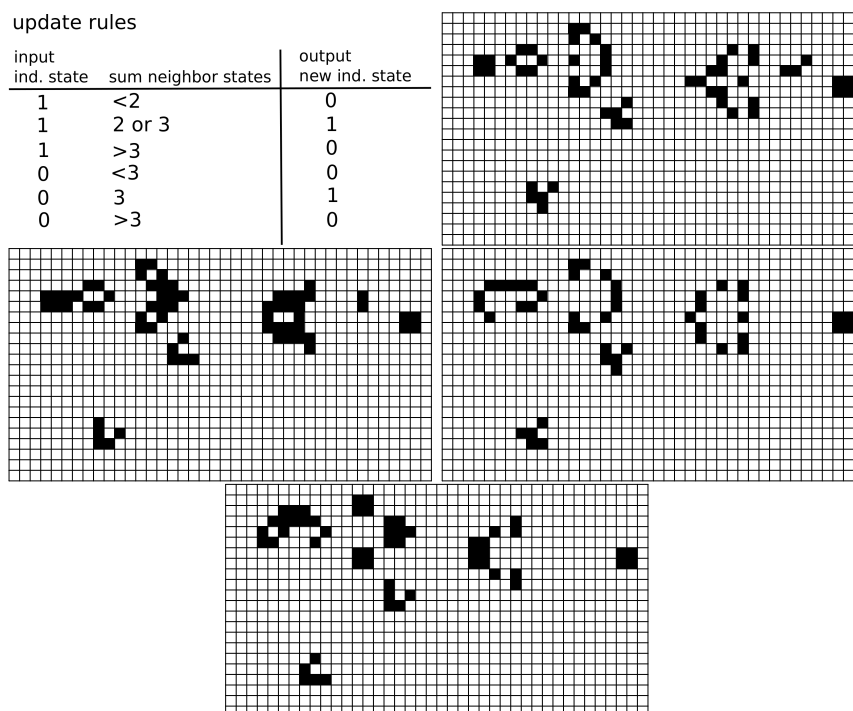 update rules
input output
ind. state sum neighbor states new ind. state
1 <2 0
1 2 or 3 1
1 >3 0
0 <3 0
0 3 1
0 >3 0